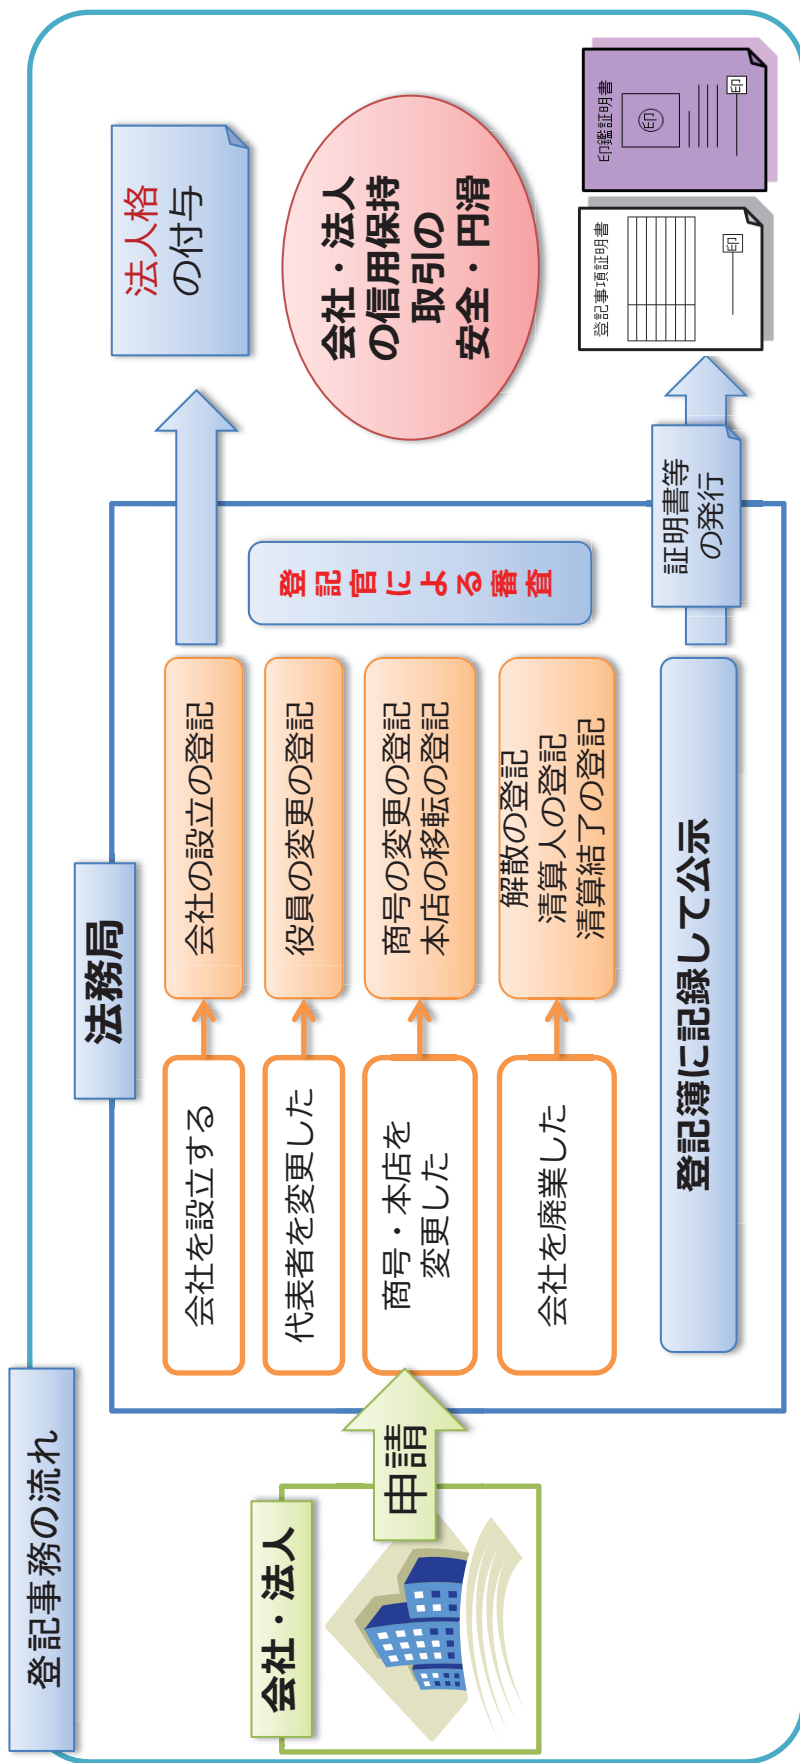 登記事務の流れ
会社・法人
申請
法務局
会社を設立する
会社の設立の登記
代表者を変更した
役員の変更の登記
商号・本店を
変更した
商号の変更の登記
本店の移転の登記
会社を廃業した
解散の登記
清算人の登記
清算結了の登記
登記簿に記録して公示
登記官による審査
証明書等
の発行
法人格
の付与
会社・法人
の信用保持
取引の
安全・円滑
登記事項証明書
印
印鑑証明書
印
印